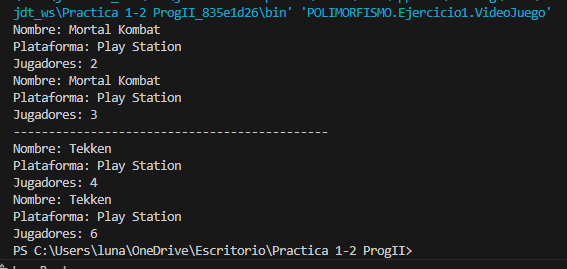 jdt_ws\Practica 1-2 ProgII_835e1d26\bin' 'POLIMORFISMO.Ejercicio1.VideoJuego'
Nombre: Mortal Kombat
Plataforma: Play Station
Jugadores: 2
Nombre: Mortal Kombat
Plataforma: Play Station
Jugadores: 3
---------------------------------------------
Nombre: Tekken
Plataforma: Play Station
Jugadores: 4
Nombre: Tekken
Plataforma: Play Station
Jugadores: 6
PS C:\Users\luna\OneDrive\Escritorio\Practica 1-2 ProgII>